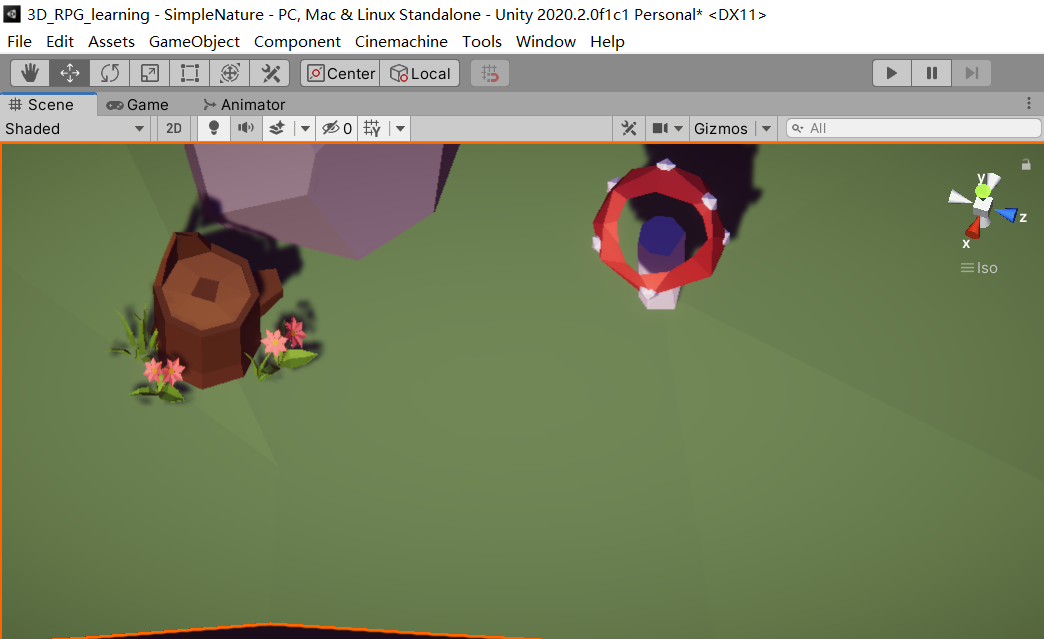 3D_RPG_learning - SimpleNature - PC, Mac & Linux Standalone - Unity 2020.2.0f1c1 Personal* <DX11>
File Edit Assets GameObject Component Cinemachine Tools Window Help
Center Local
Scene Game Animator
Shaded 2D 0 Gizmos All
y
z
x
Iso